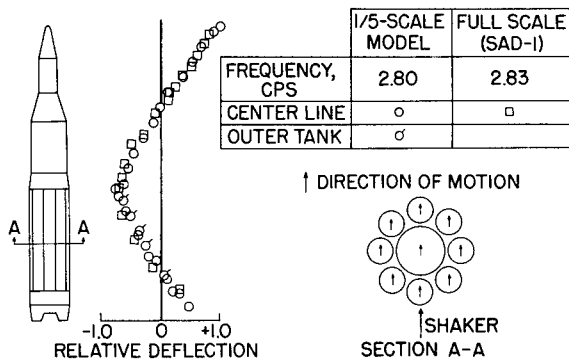 1/5-SCALE MODEL
FULL SCALE (SAD-1)
FREQUENCY, CPS
2.80
2.83
CENTER LINE
OUTER TANK
A A
DIRECTION OF MOTION
SHAKER
SECTION A-A
-1.0 0 +1.0
RELATIVE DEFLECTION